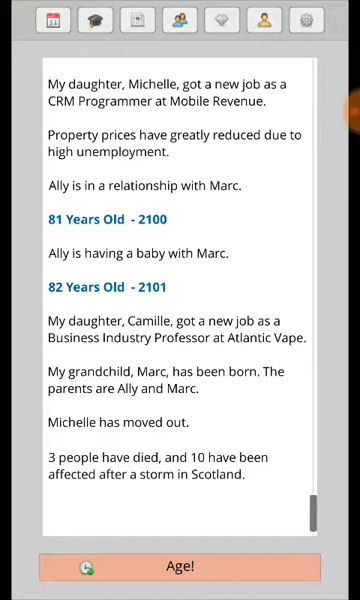 31
My daughter, Michelle, got a new job as a
CRM Programmer at Mobile Revenue.
Property prices have greatly reduced due to
high unemployment.
Ally is in a relationship with Marc.
81 Years Old - 2100
Ally is having a baby with Marc.
82 Years Old - 2101
My daughter, Camille, got a new job as a
Business Industry Professor at Atlantic Vape.
My grandchild, Marc, has been born. The
parents are Ally and Marc.
Michelle has moved out.
3 people have died, and 10 have been
affected after a storm in Scotland.
Age!